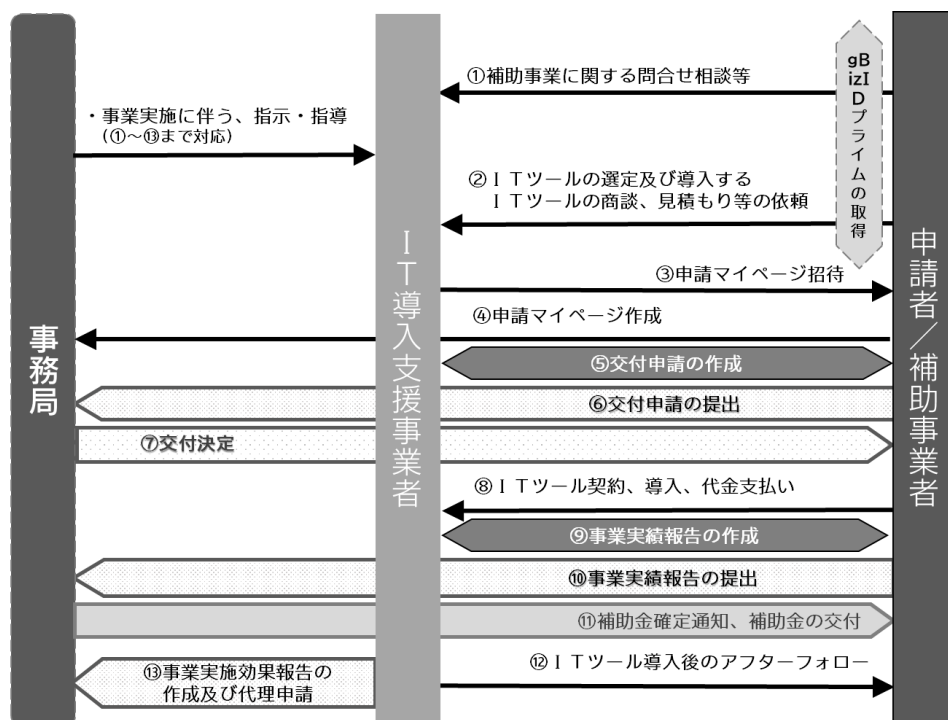 ①補助事業に関する問合せ相談等
gB
izI
D
プ
ラ
イ
ム
の
取
得
・事業実施に伴う、指示・指導
(①～⑬まで対応)
②ＩＴツールの選定及び導入する
ＩＴツールの商談、見積もり等の依頼
③申請マイページ招待
④申請マイページ作成
事務局
ＩＴ導入支援事業者
申請者／補助事業者
⑤交付申請の作成
⑥交付申請の提出
⑦交付決定
⑧ＩＴツール契約、導入、代金支払い
⑨事業実績報告の作成
⑩事業実績報告の提出
⑪補助金確定通知、補助金の交付
⑫ＩＴツール導入後のアフターフォロー
⑬事業実施効果報告の
作成及び代理申請